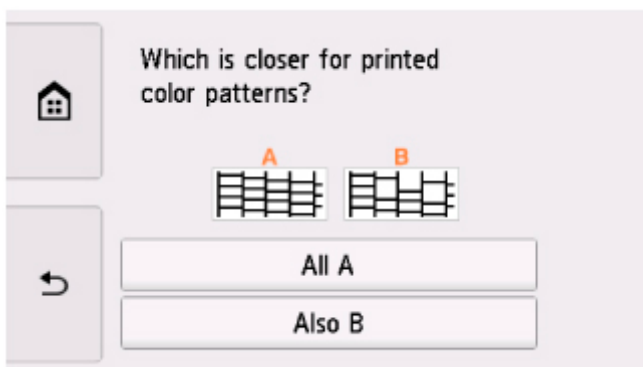 Which is closer for printed
color patterns?
A B
All A
Also B